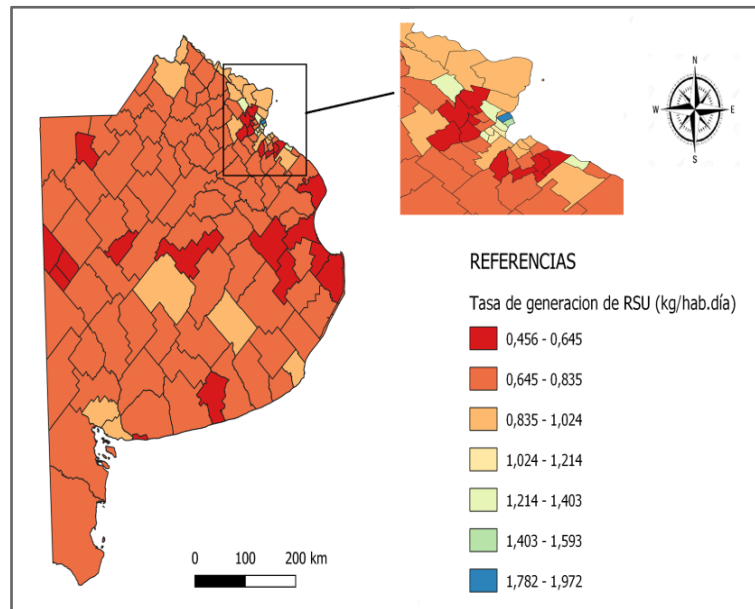 N
W
E
S
REFERENCIAS
Tasa de generacion de RSU (kg/hab.día)
0,456 - 0,645
0,645 - 0,835
0,835 - 1,024
1,024 - 1,214
1,214 - 1,403
1,403 - 1,593
1,782 - 1,972
0 100 200 km